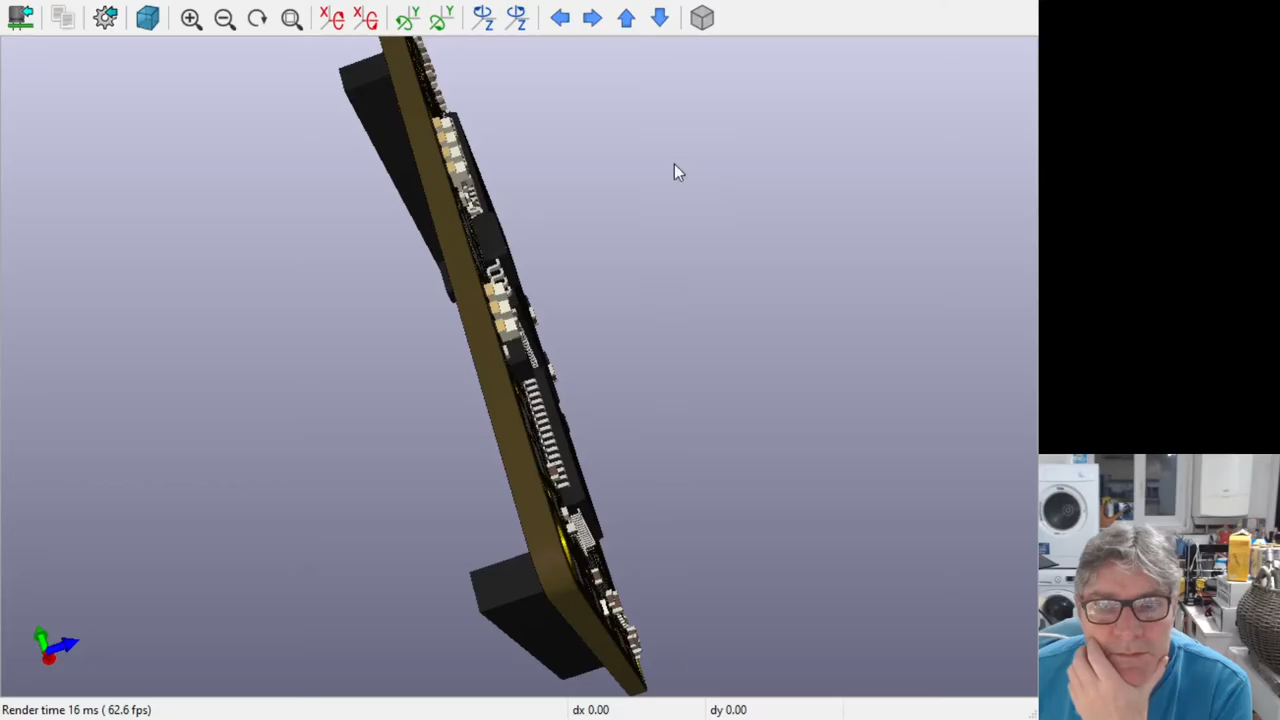 X
X
Y
Y
Z
Z
Render time 16 ms ( 62.6 fps)
dx 0.00
dy 0.00